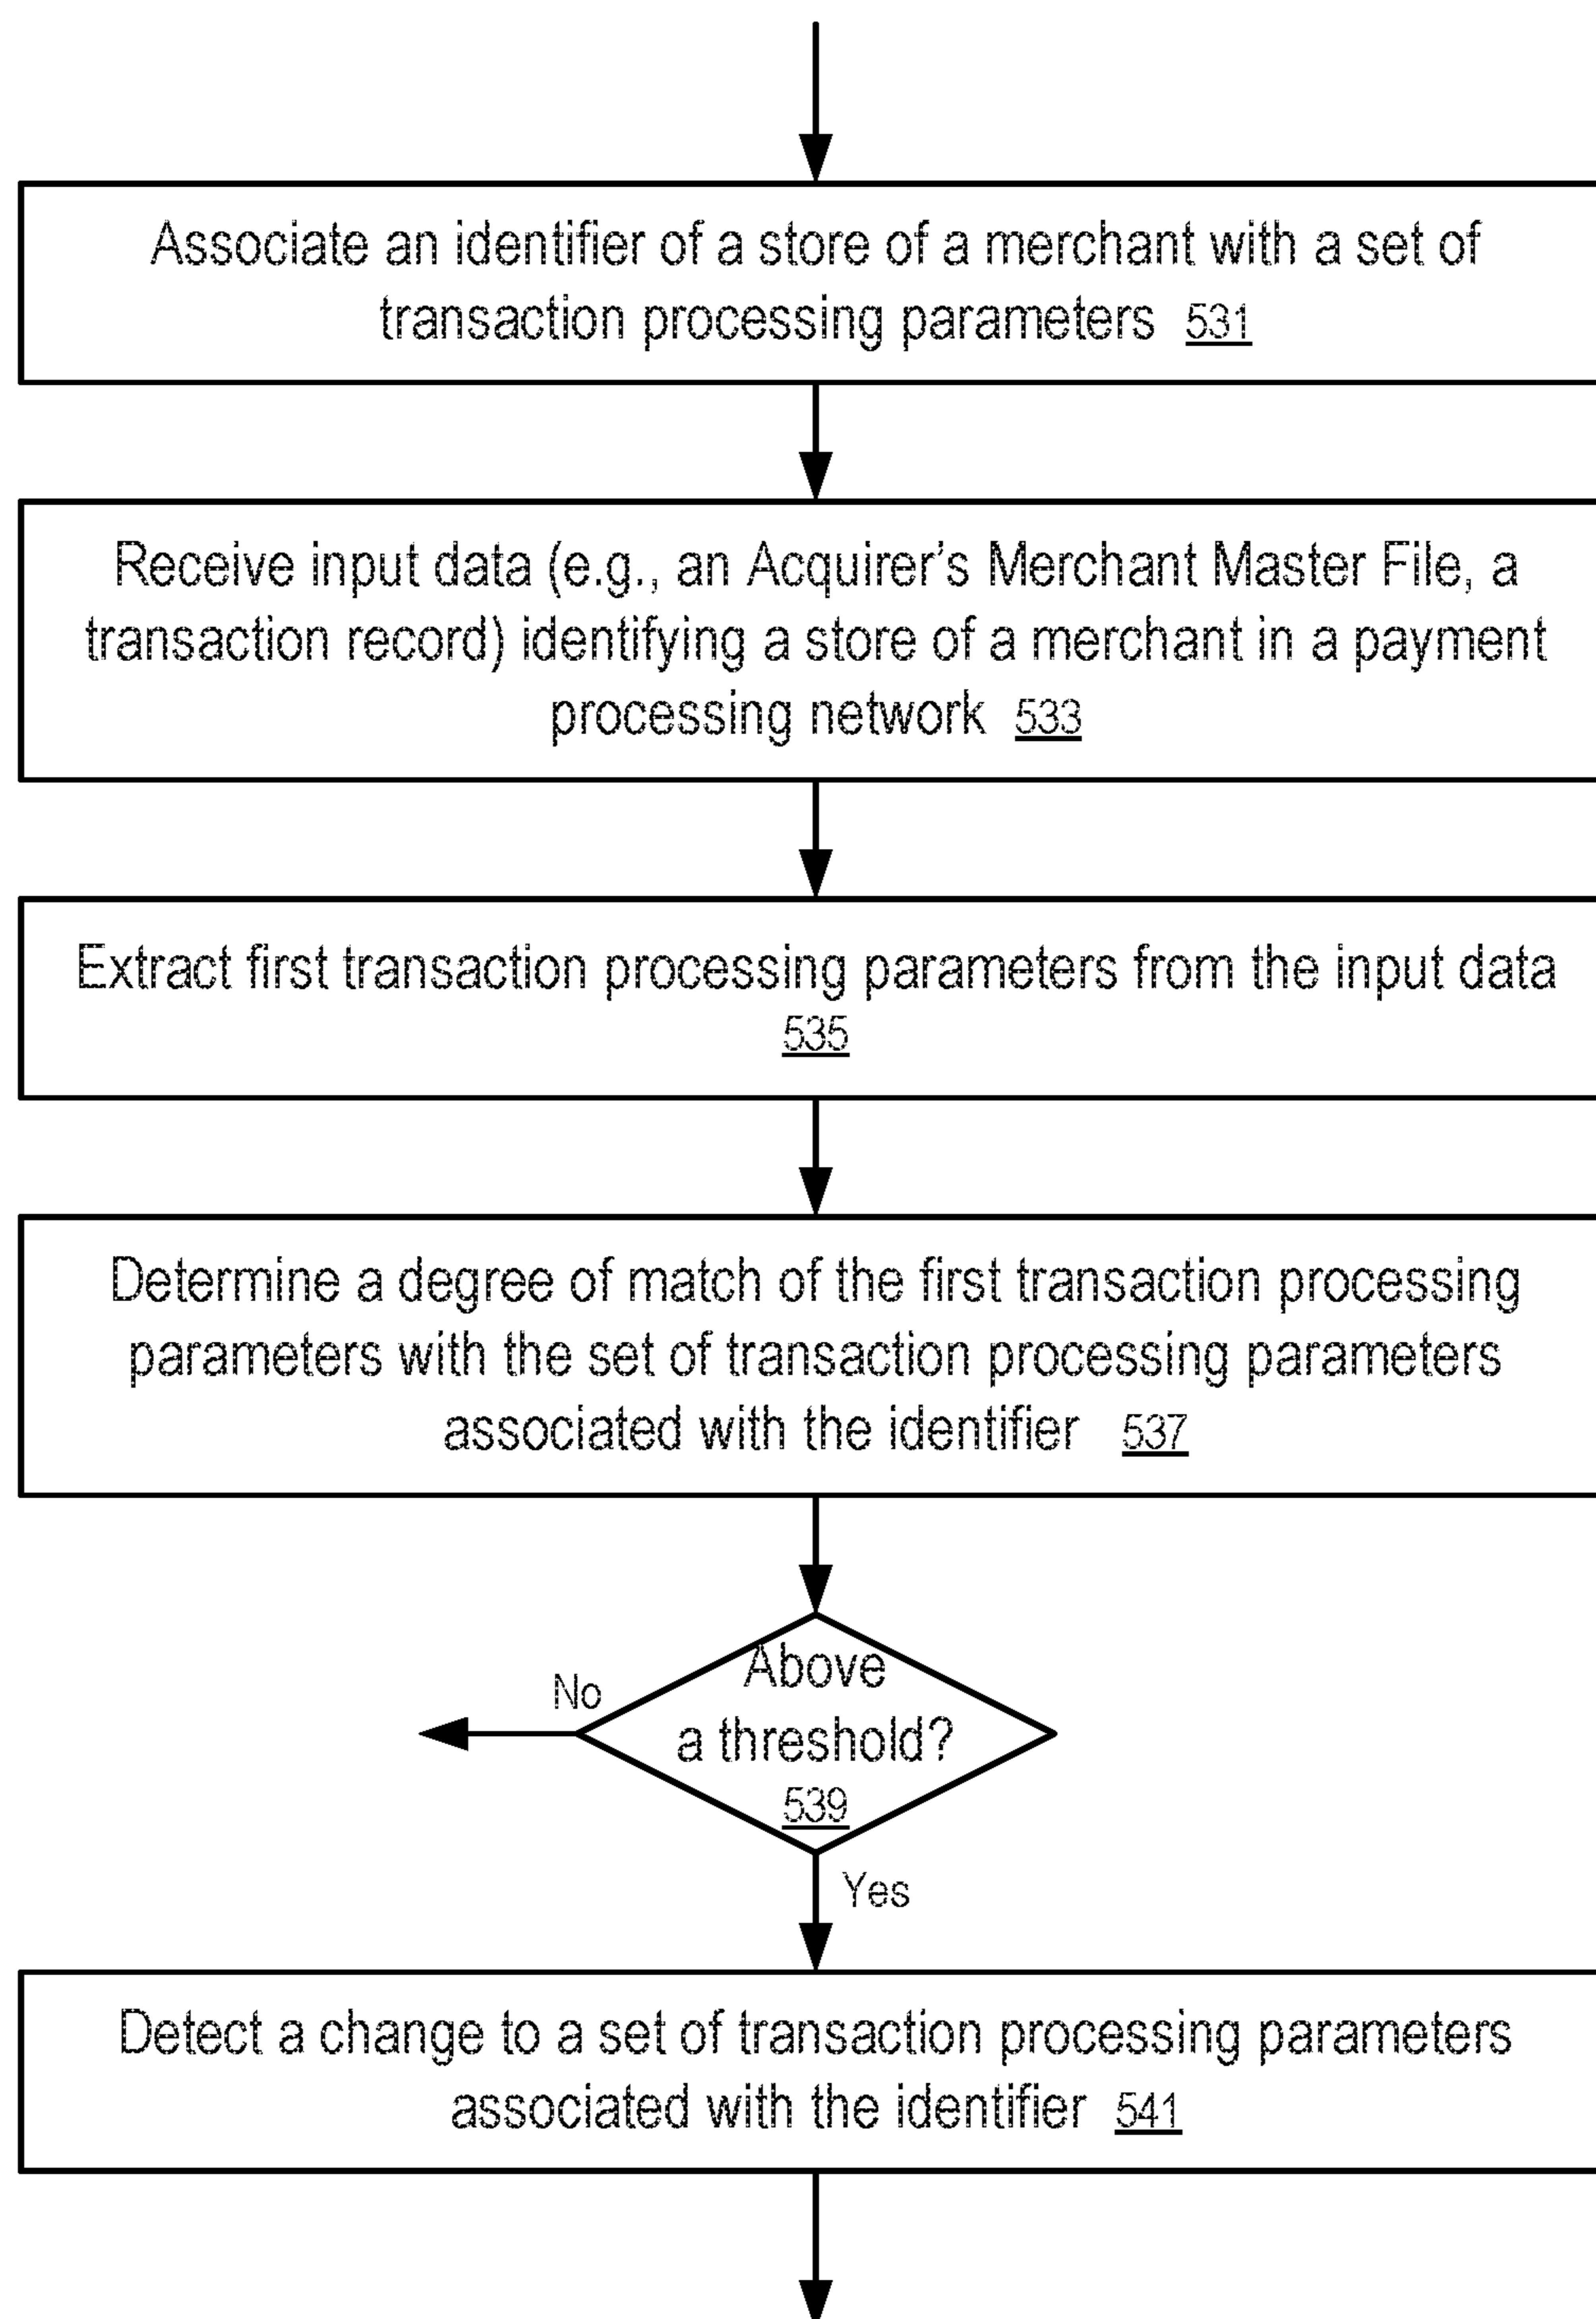 Associate an identifier of a store of a merchant with a set of
transaction processing parameters 531
Receive input data (e.g., an Acquirer's Merchant Master File, a
transaction record) identifying a store of a merchant in a payment
processing network 533
Extract first transaction processing parameters from the input data
535
Determine a degree of match of the first transaction processing
parameters with the set of transaction processing parameters
associated with the identifier 537
Above
No
a threshold?
539
Yes
Detect a change to a set of transaction processing parameters
associated with the identifier 541